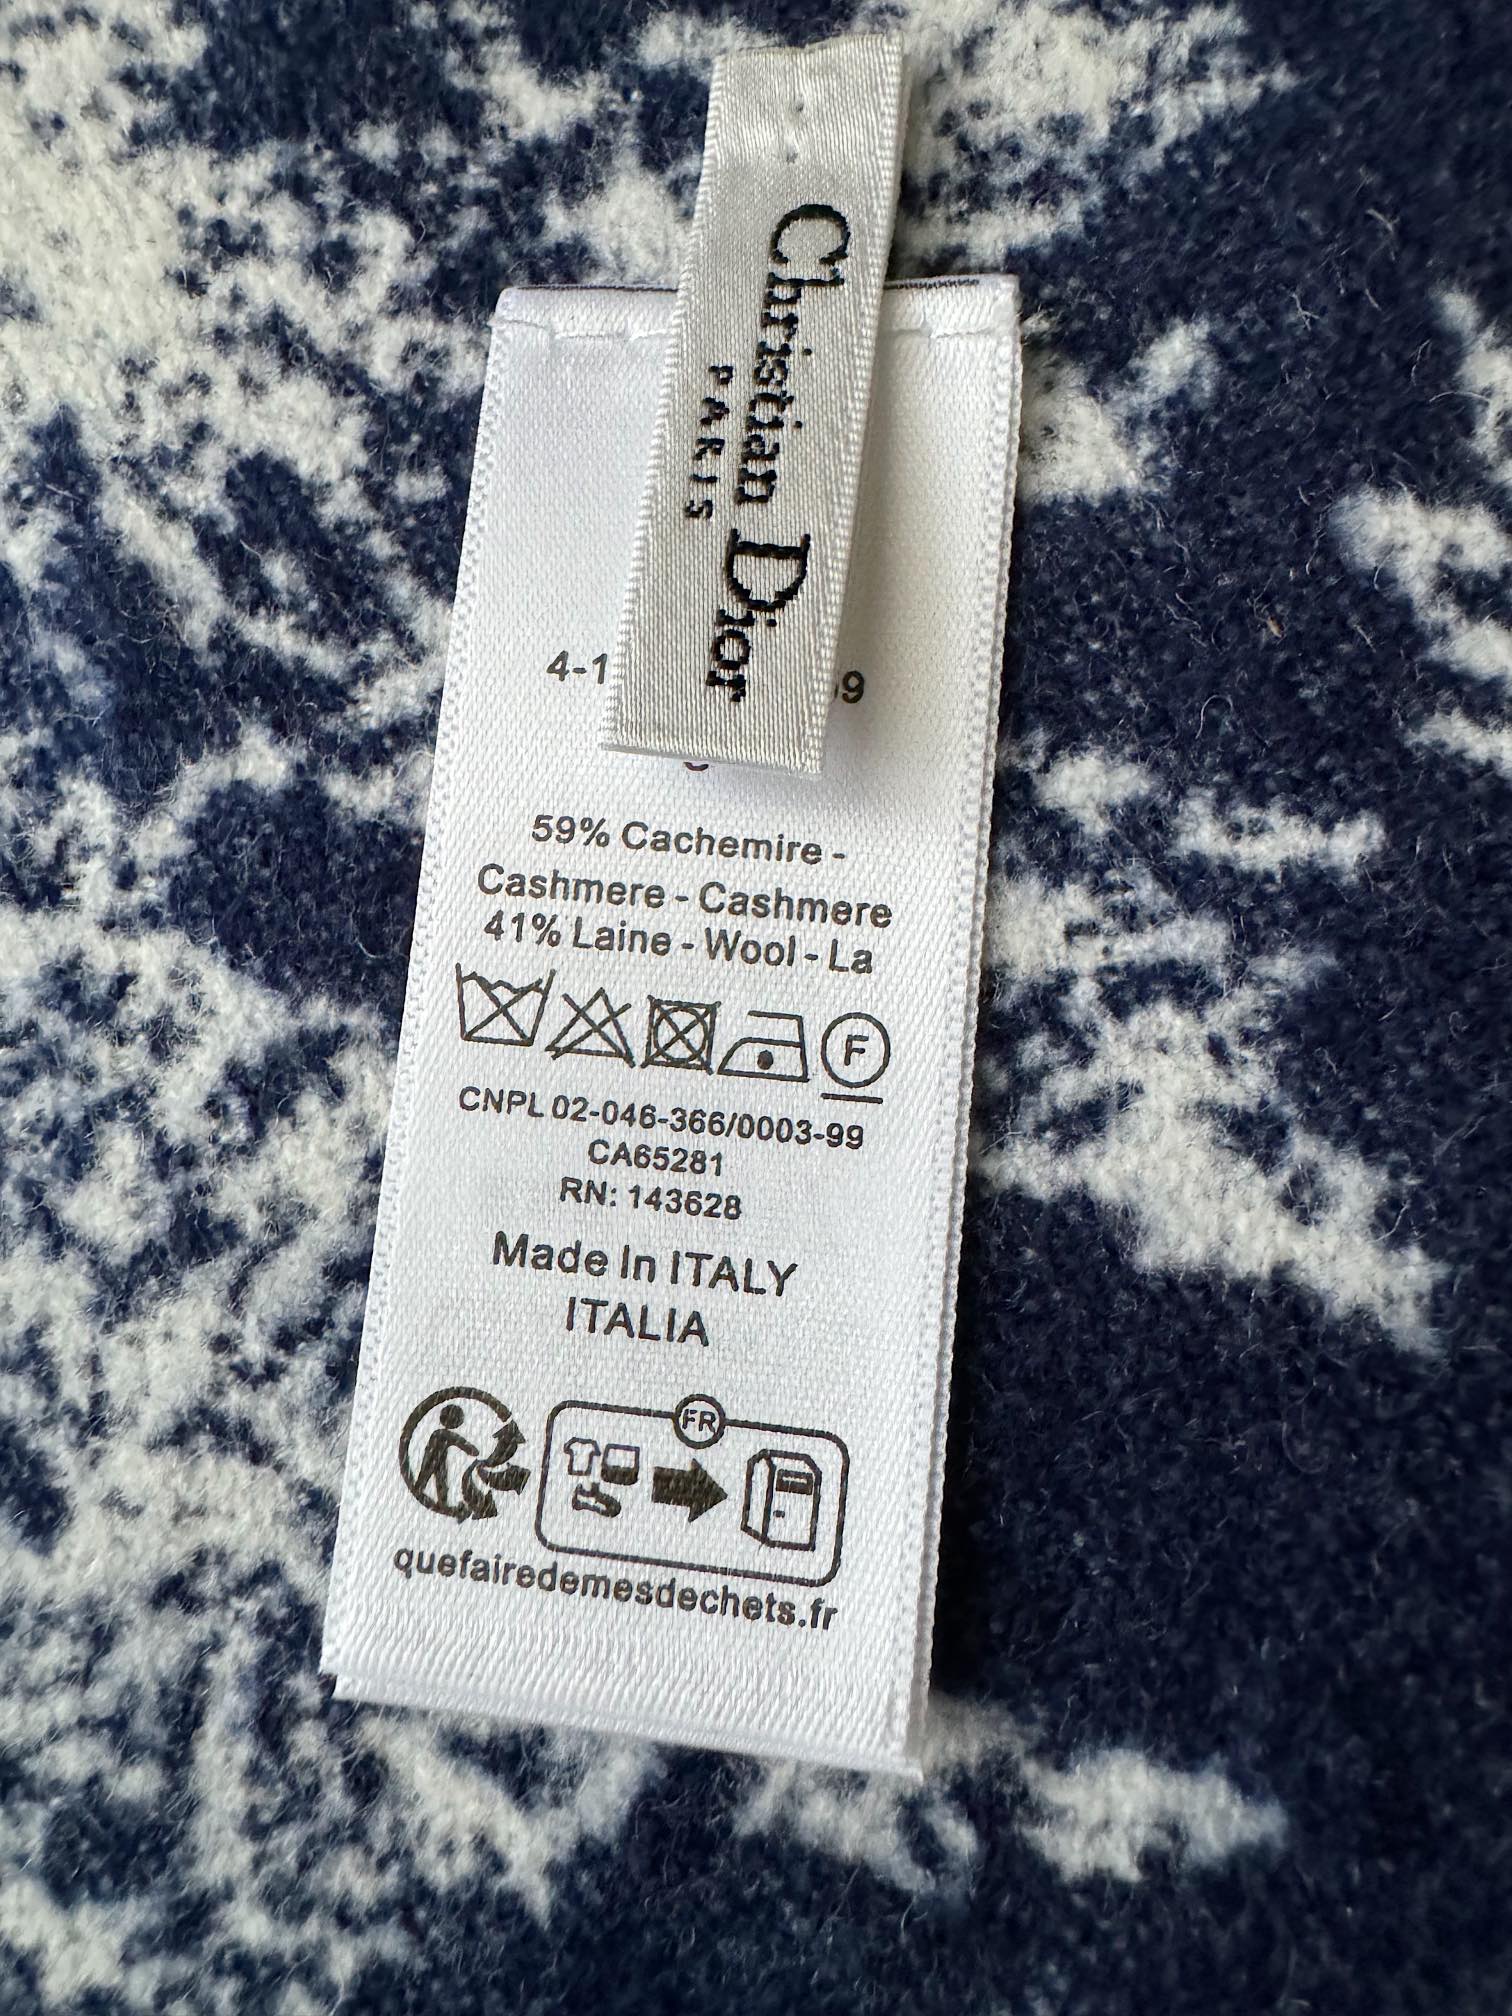 Christian Dior
PARIS
59% Cachemire -
Cashmere - Cashmere
41% Laine - Wool - La
F
CNPL 02-046-366/0003-99
CA65281
RN: 143628
Made In ITALY
ITALIA
FR
quefairedemesdechets.fr